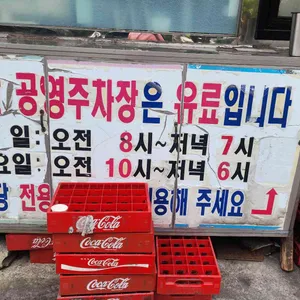 공영주차장은 유료입니다
일: 오전 8시~저녁 7시
요일: 오전 10시~저녁 6시
전용 용해 주세요
Coca-Cola
Coca-Cola
Coca-Cola
Coca-Cola